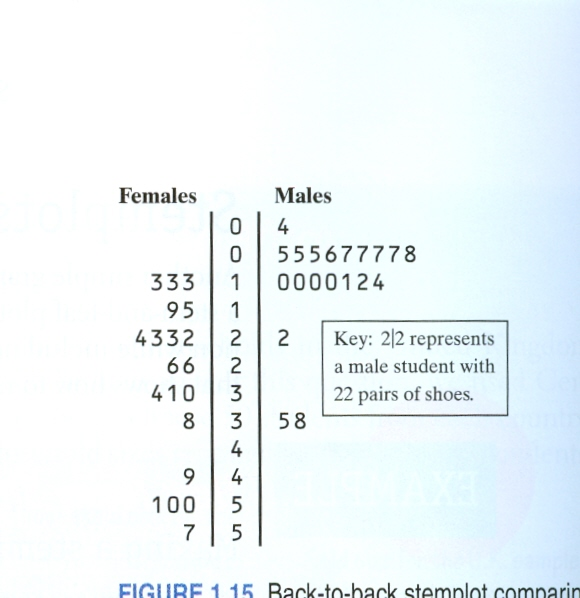 Females Males
0 4
0 555677778
333 1 0000124
95 1
4332 2 2
66 2
410 3
8 3 58
4
9 4
100 5
7 5
Key: 2|2 represents
a male student with
22 pairs of shoes.
FIGURE 1.15 Back-to-back stemplot comparin